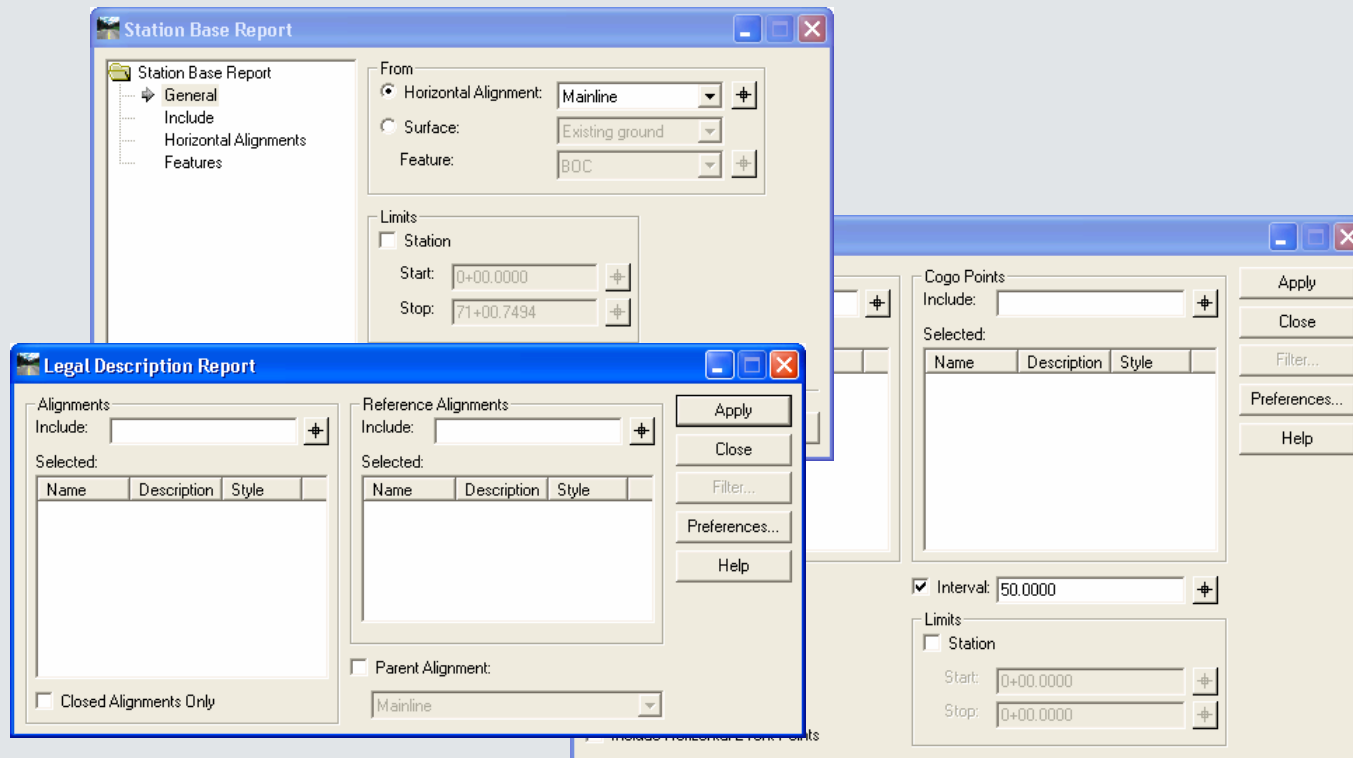 Station Base Report
Station Base Report
General
Include
Horizontal Alignments
Features
From
Horizontal Alignment: Mainline
Surface: Existing ground
Feature: BOC
Limits
Station
Start: 0+00.0000
Stop: 71+00.7494
Cogo Points
Include:
Selected:
Name Description Style
Apply
Close
Filter...
Preferences...
Help
Interval: 50.0000
Limits
Station
Start: 0+00.0000
Stop: 0+00.0000
Legal Description Report
Alignments
Include:
Selected:
Name Description Style
Closed Alignments Only
Reference Alignments
Include:
Selected:
Name Description Style
Parent Alignment:
Mainline
Apply
Close
Filter...
Preferences...
Help
Include Horizontal Event Points